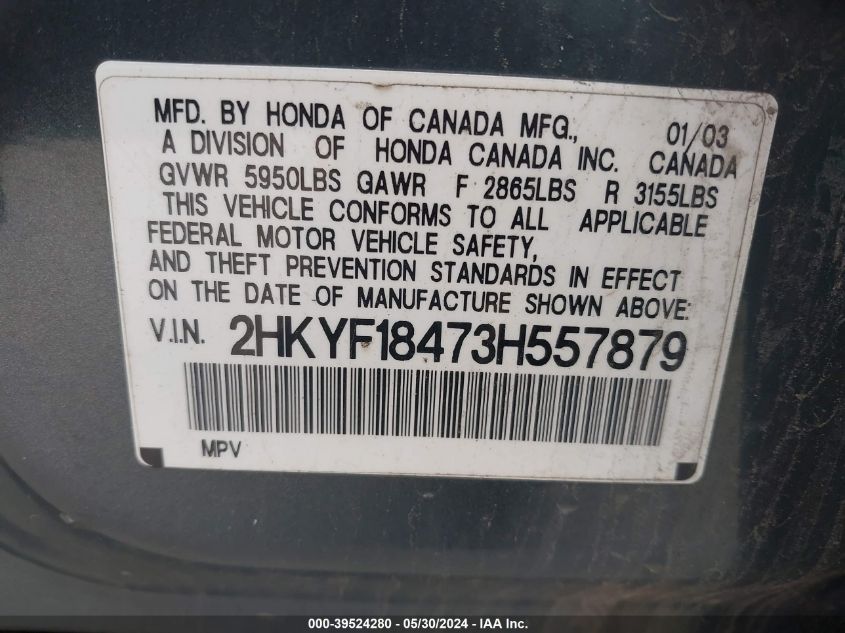 MFD. BY HONDA OF CANADA MFG., 01/03
A DIVISION OF HONDA CANADA INC. CANADA
GVWR 5950LBS GAWR F 2865LBS R 3155LBS
THIS VEHICLE CONFORMS TO ALL APPLICABLE
FEDERAL MOTOR VEHICLE SAFETY,
AND THEFT PREVENTION STANDARDS IN EFFECT
ON THE DATE OF MANUFACTURE SHOWN ABOVE:
V.I.N. 2HKYF18473H557879
MPV
000-39524280 - 05/30/2024 - IAA Inc.